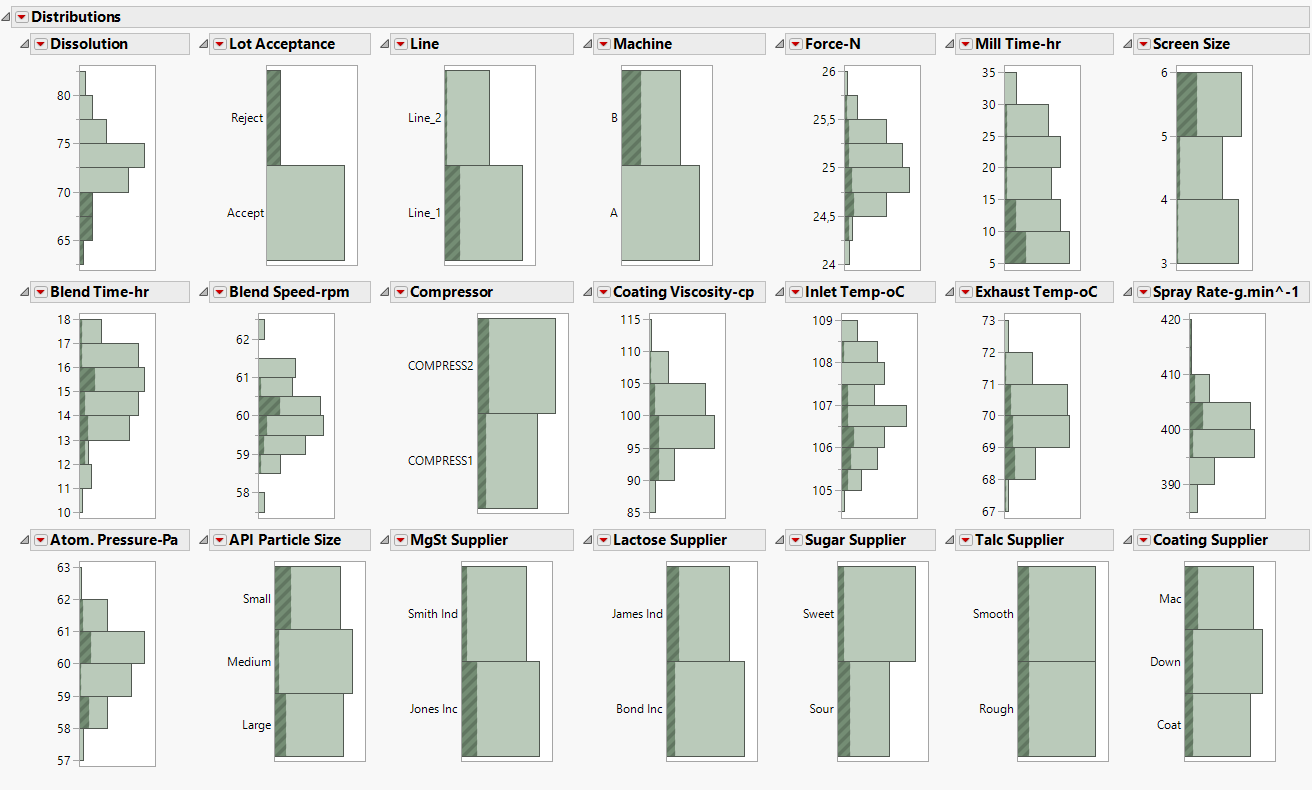 Distributions
Dissolution
80
75
70
65
Lot Acceptance
Reject
Accept
Line
Line_2
Line_1
Machine
B
A
Force-N
26
25,5
25
24,5
24
Mill Time-hr
35
30
25
20
15
10
5
Screen Size
6
5
4
3
Blend Time-hr
18
17
16
15
14
13
12
11
10
Blend Speed-rpm
62
61
60
59
58
Compressor
COMPRESS2
COMPRESS1
Coating Viscosity-cp
115
110
105
100
95
90
85
Inlet Temp-oC
109
108
107
106
105
Exhaust Temp-oC
73
72
71
70
69
68
67
Spray Rate-g.min^-1
420
410
400
390
Atom. Pressure-Pa
63
62
61
60
59
58
57
API Particle Size
Small
Medium
Large
MgSt Supplier
Smith Ind
Jones Inc
Lactose Supplier
James Ind
Bond Inc
Sugar Supplier
Sweet
Sour
Talc Supplier
Smooth
Rough
Coating Supplier
Mac
Down
Coat